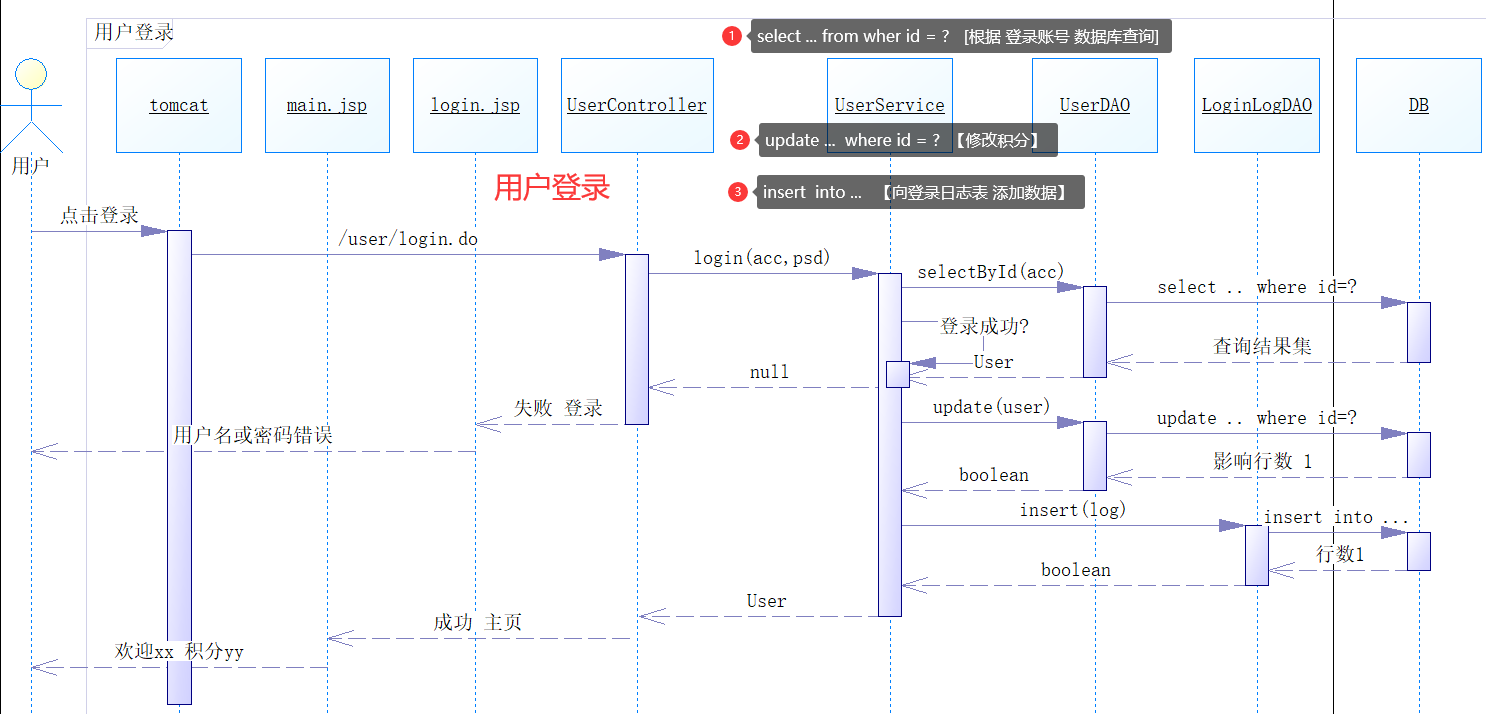 用户登录
1 select ... from wher id = ? [根据 登录账号 数据库查询]
tomcat
main.jsp
login.jsp
UserController
UserService
UserDAO
LoginLogDAO
DB
2 update ... where id = ? 【修改积分】
用户
用户登录
3 insert into ... 【向登录日志表 添加数据】
点击登录
/user/login.do
login(acc,psd)
selectById(acc)
select .. where id=?
登录成功?
查询结果集
User
null
失败 登录
update(user)
update .. where id=?
用户名或密码错误
影响行数 1
boolean
insert(log)
insert into ...
行数1
boolean
User
成功 主页
欢迎xx 积分yy